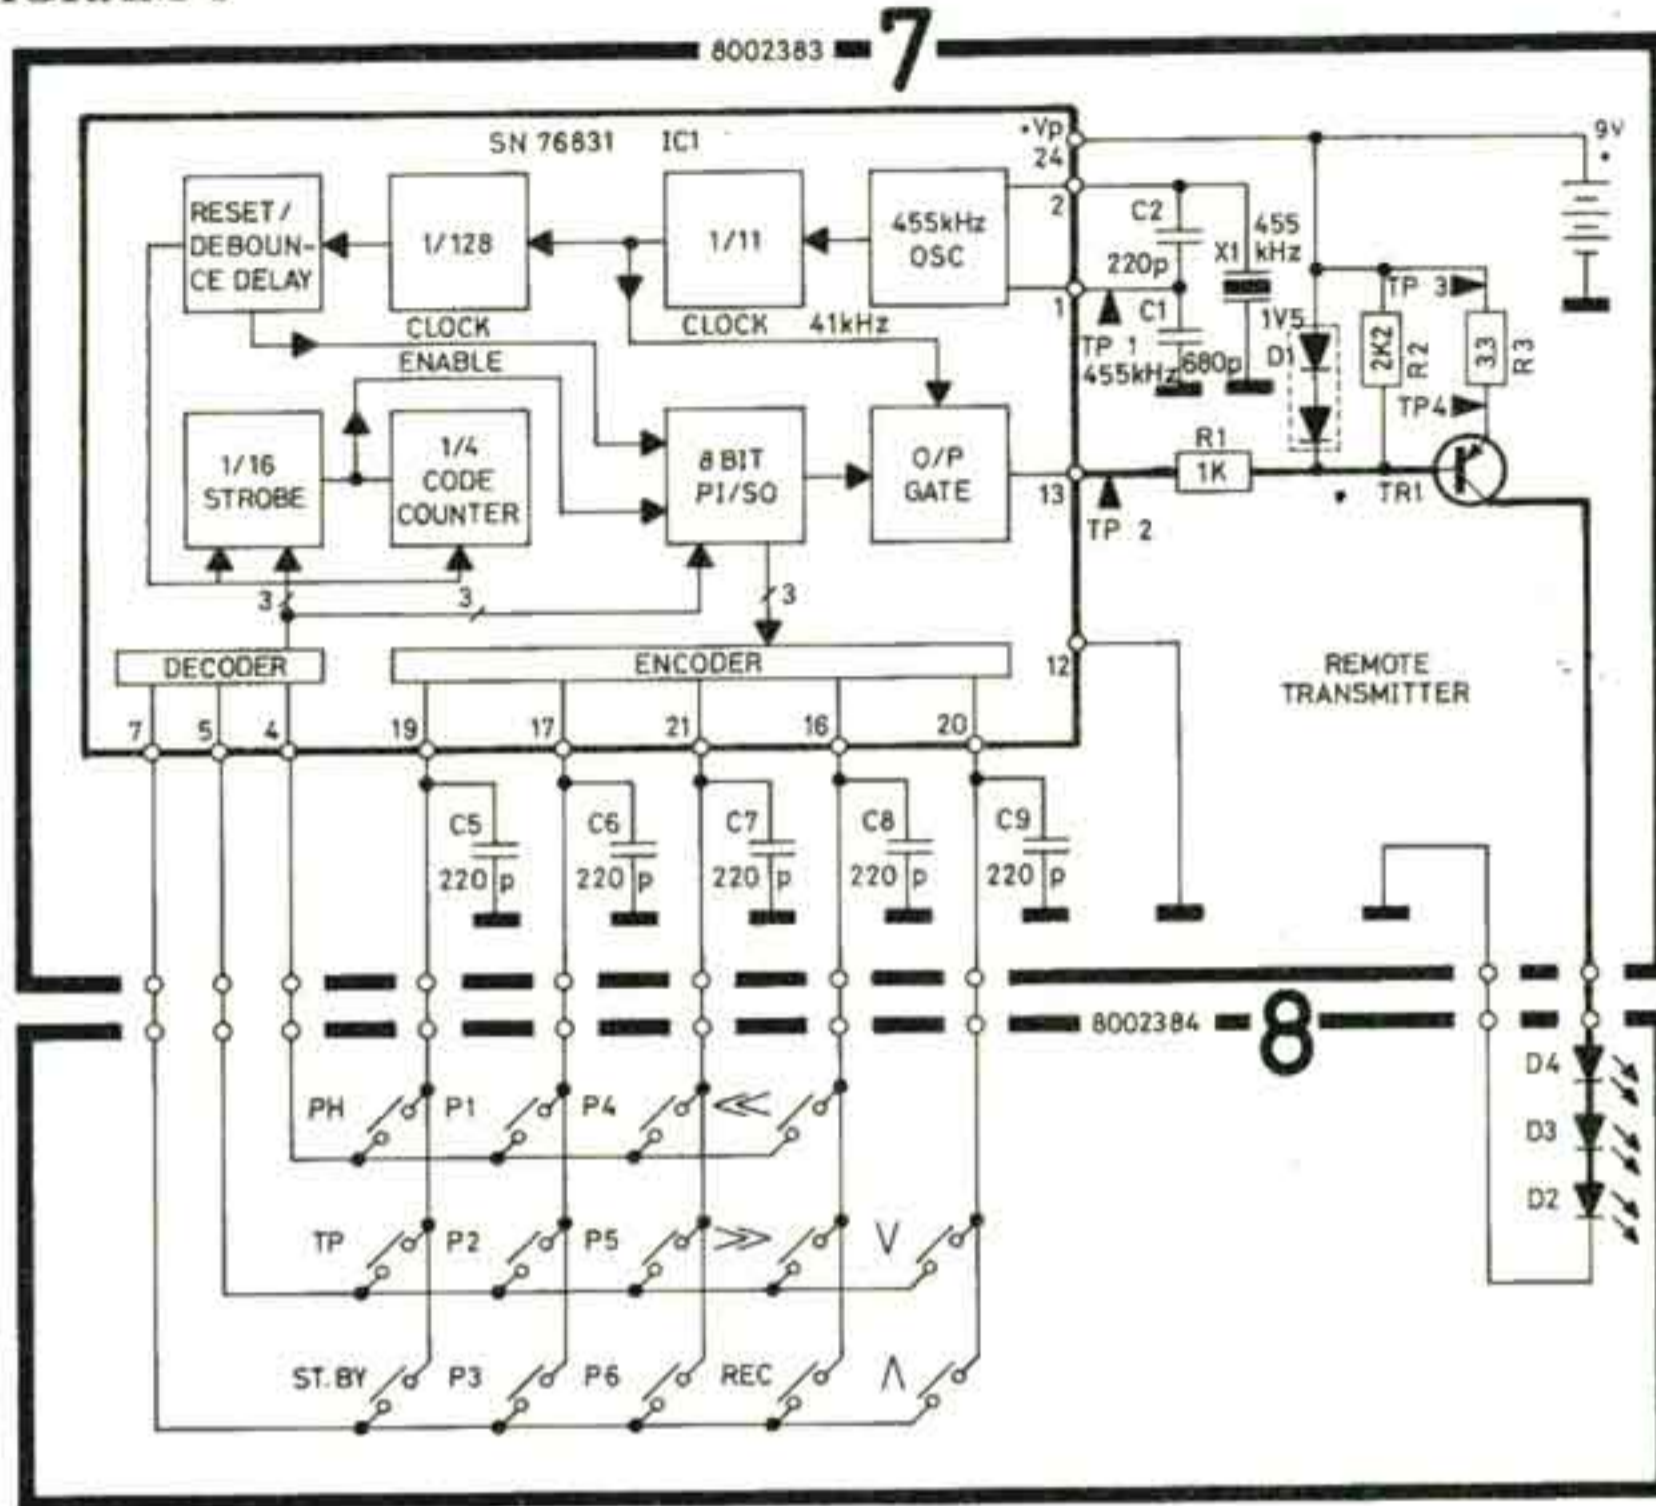 8002383 7
SN 76831 IC1
+Vp
24
2
1
13
12
9V
+
RESET/
DEBOUN-
CE DELAY
1/128
1/11
455kHz
OSC
C2
220p
455
kHz
X1
C1
680p
TP 1
455kHz
1V5
D1
2K2
R2
TP 3
33
R3
TP4
CLOCK
CLOCK 41kHz
ENABLE
1/16
STROBE
1/4
CODE
COUNTER
8 BIT
PI/SO
O/P
GATE
R1
1K
TR1
TP 2
3
3
3
DECODER
ENCODER
REMOTE
TRANSMITTER
7 5 4 19 17 21 16 20
C5 C6 C7 C8 C9
220p 220p 220p 220p 220p
8002384 8
D4
D3
D2
PH P1 P4 <<
TP P2 P5 >> V
ST.BY P3 P6 REC Λ